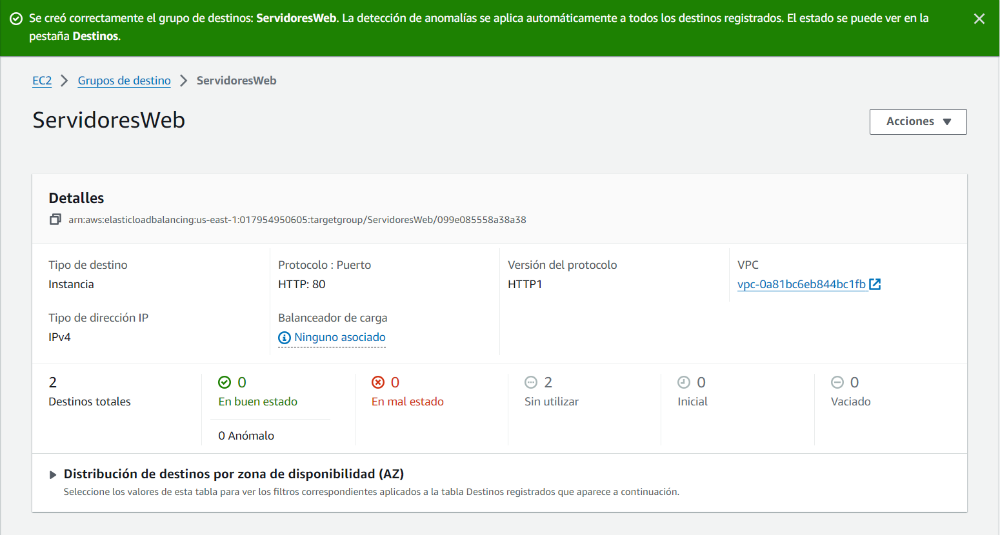 Se creó correctamente el grupo de destinos: ServidoresWeb. La detección de anomalías se aplica automáticamente a todos los destinos registrados. El estado se puede ver en la
pestaña Destinos.
EC2 > Grupos de destino > ServidoresWeb
ServidoresWeb
Acciones
Detalles
arn:aws:elasticloadbalancing:us-east-1:017954950605:targetgroup/ServidoresWeb/099e085558a38a38
Tipo de destino
Instancia
Protocolo : Puerto
HTTP: 80
Versión del protocolo
HTTP1
VPC
vpc-0a81bc6eb844bc1fb
Tipo de dirección IP
IPv4
Balanceador de carga
Ninguno asociado
2
Destinos totales
0
En buen estado
0 Anómalo
0
En mal estado
2
Sin utilizar
0
Inicial
0
Vaciado
Distribución de destinos por zona de disponibilidad (AZ)
Seleccione los valores de esta tabla para ver los filtros correspondientes aplicados a la tabla Destinos registrados que aparece a continuación.